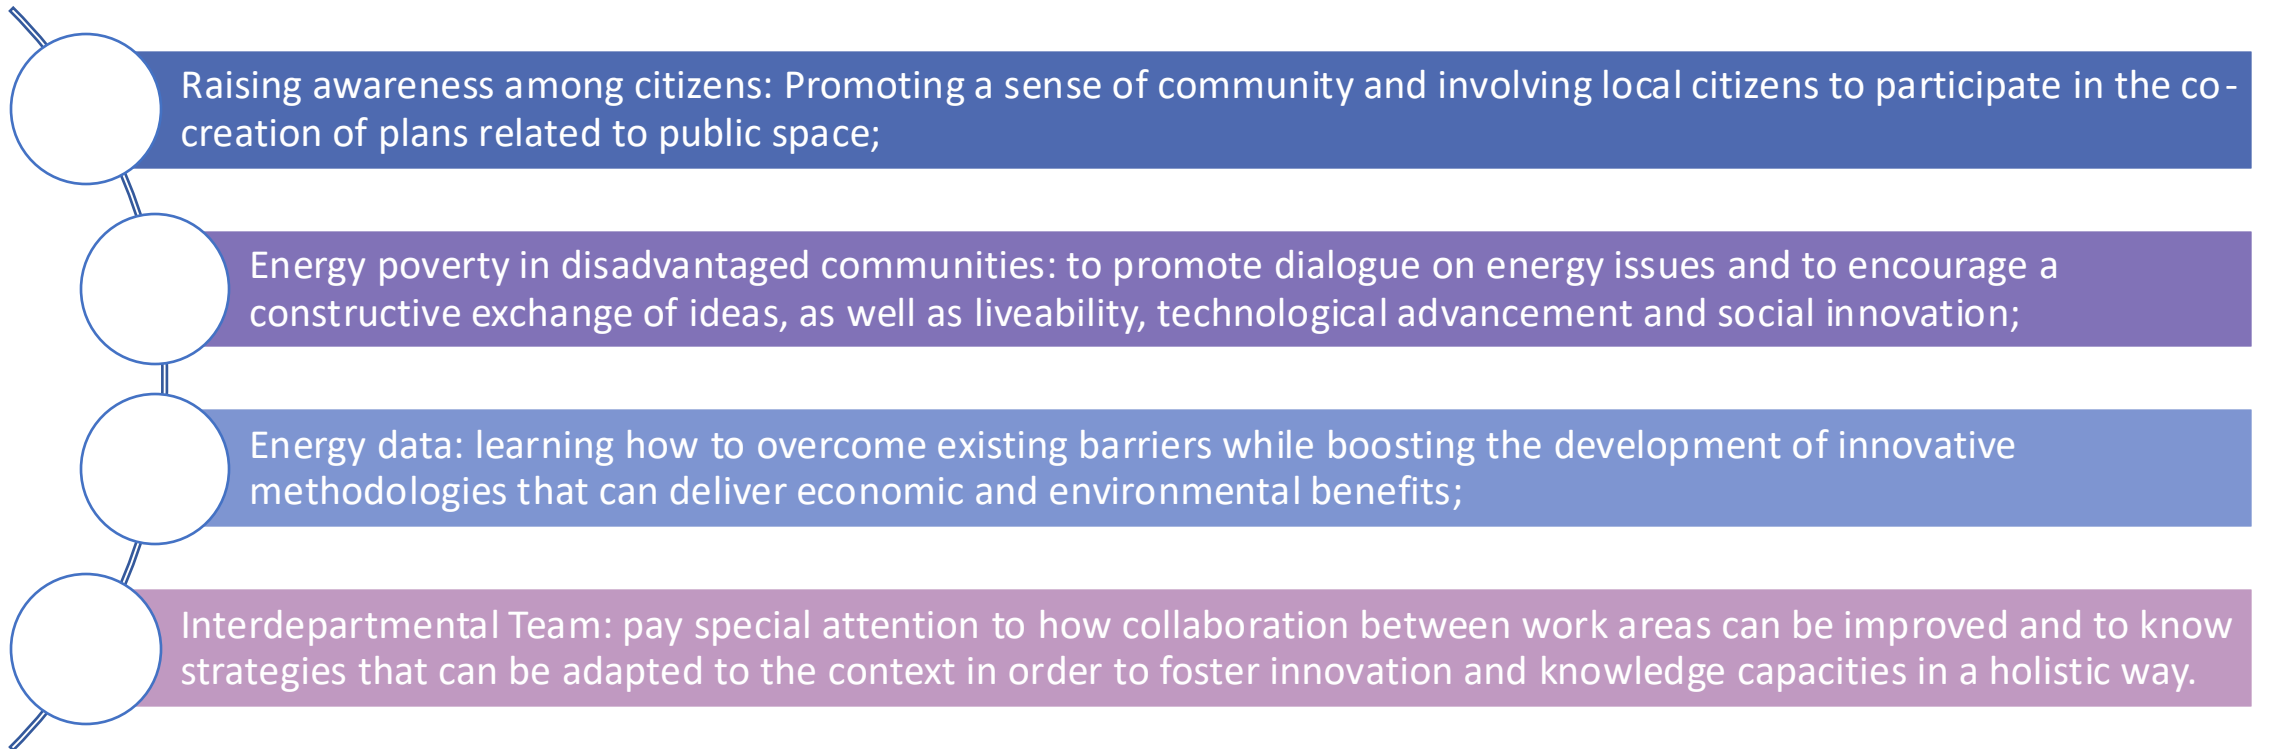 Raising awareness among citizens: Promoting a sense of community and involving local citizens to participate in the co-
creation of plans related to public space;
Energy poverty in disadvantaged communities: to promote dialogue on energy issues and to encourage a
constructive exchange of ideas, as well as liveability, technological advancement and social innovation;
Energy data: learning how to overcome existing barriers while boosting the development of innovative
methodologies that can deliver economic and environmental benefits;
Interdepartmental Team: pay special attention to how collaboration between work areas can be improved and to know
strategies that can be adapted to the context in order to foster innovation and knowledge capacities in a holistic way.